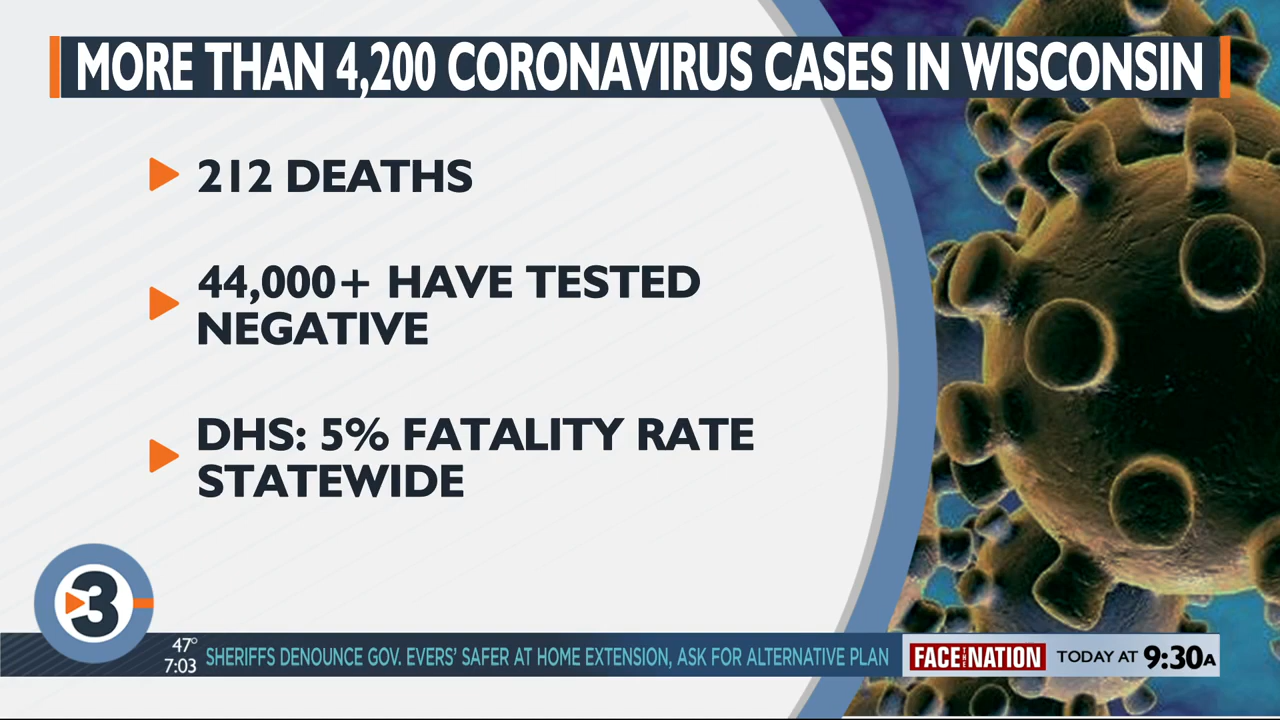 MORE THAN 4,200 CORONAVIRUS CASES IN WISCONSIN
212 DEATHS
44,000+ HAVE TESTED
NEGATIVE
DHS: 5% FATALITY RATE
STATEWIDE
3
47°
7:03
SHERIFFS DENOUNCE GOV. EVERS' SAFER AT HOME EXTENSION, ASK FOR ALTERNATIVE PLAN
FACE THE NATION TODAY AT 9:30A